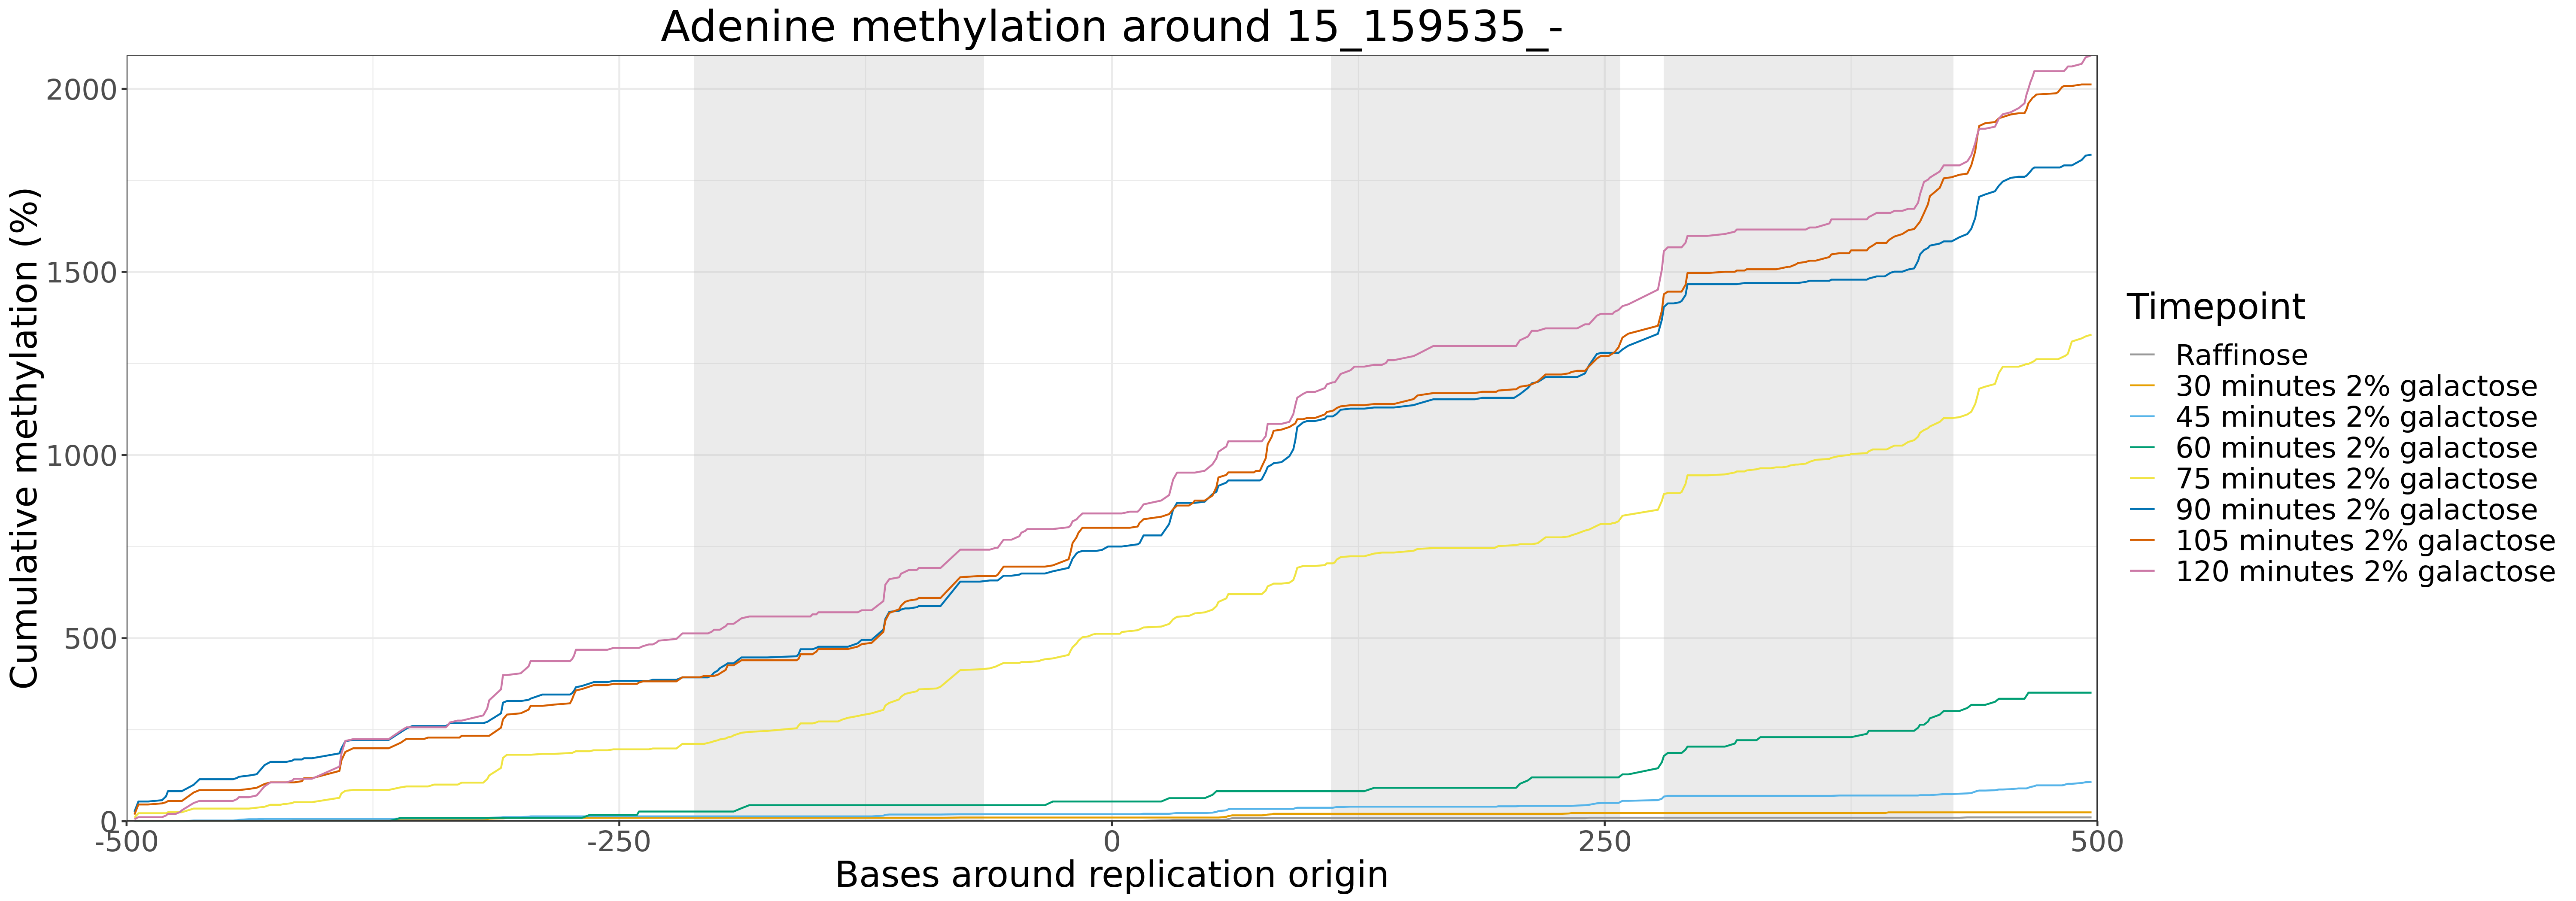 Adenine methylation around 15_159535_-
Cumulative methylation (%)
2000
1500
1000
500
0
-500
-250
0
250
500
Bases around replication origin
Timepoint
Raffinose
30 minutes 2% galactose
45 minutes 2% galactose
60 minutes 2% galactose
75 minutes 2% galactose
90 minutes 2% galactose
105 minutes 2% galactose
120 minutes 2% galactose